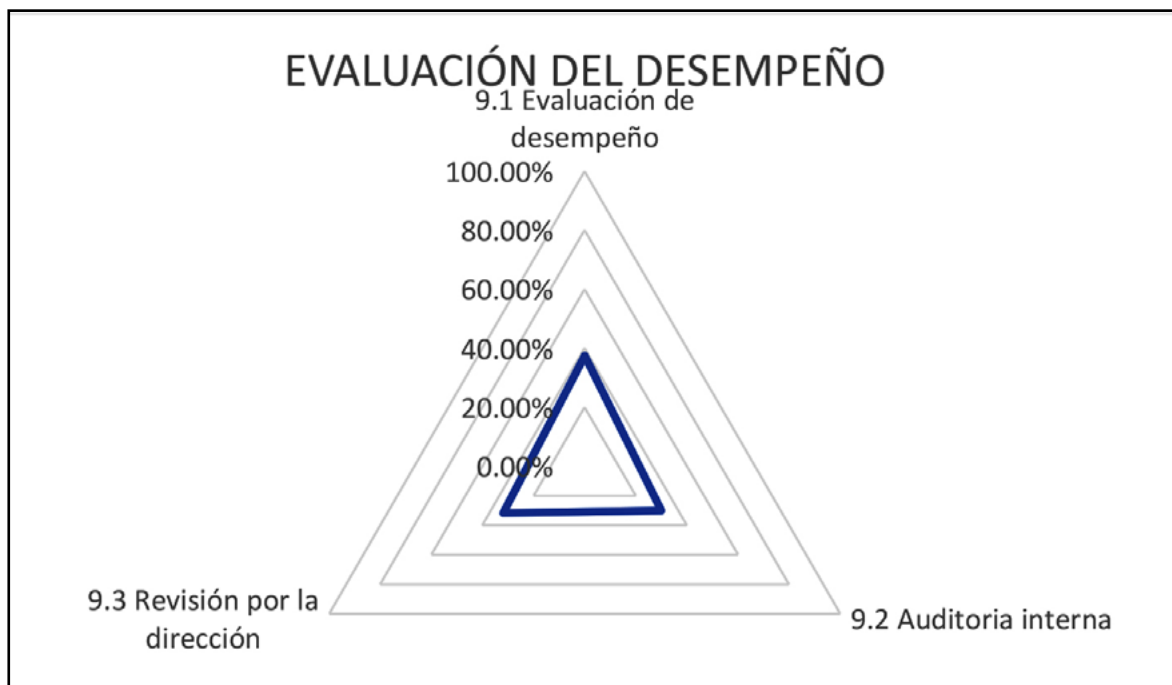 EVALUACIÓN DEL DESEMPEÑO
9.1 Evaluación de
desempeño
100.00%
80.00%
60.00%
40.00%
20.00%
0.00%
9.3 Revisión por la
dirección
9.2 Auditoria interna